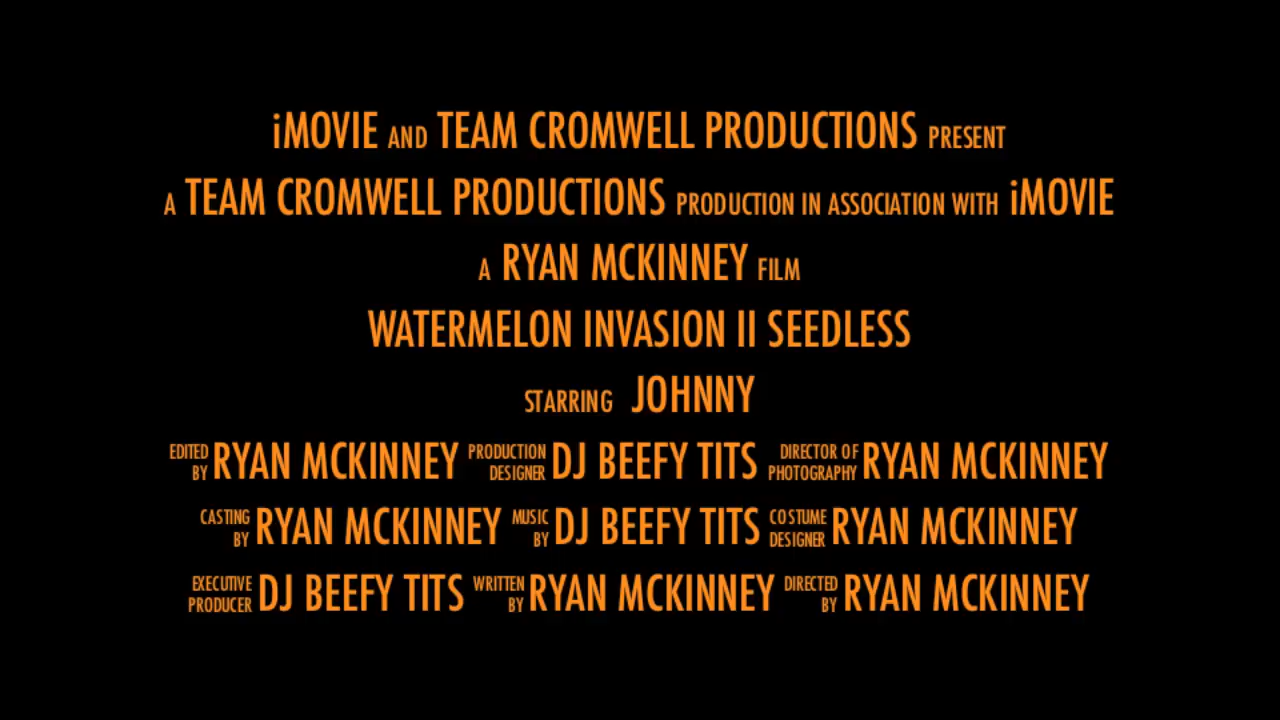 iMOVIE AND TEAM CROMWELL PRODUCTIONS PRESENT
A TEAM CROMWELL PRODUCTIONS PRODUCTION IN ASSOCIATION WITH iMOVIE
A RYAN MCKINNEY FILM
WATERMELON INVASION II SEEDLESS
STARRING JOHNNY
EDITED BY RYAN MCKINNEY PRODUCTION DESIGNER DJ BEEFY TITS DIRECTOR OF PHOTOGRAPHY RYAN MCKINNEY
CASTING BY RYAN MCKINNEY MUSIC BY DJ BEEFY TITS COSTUME DESIGNER RYAN MCKINNEY
EXECUTIVE PRODUCER DJ BEEFY TITS WRITTEN BY RYAN MCKINNEY DIRECTED BY RYAN MCKINNEY